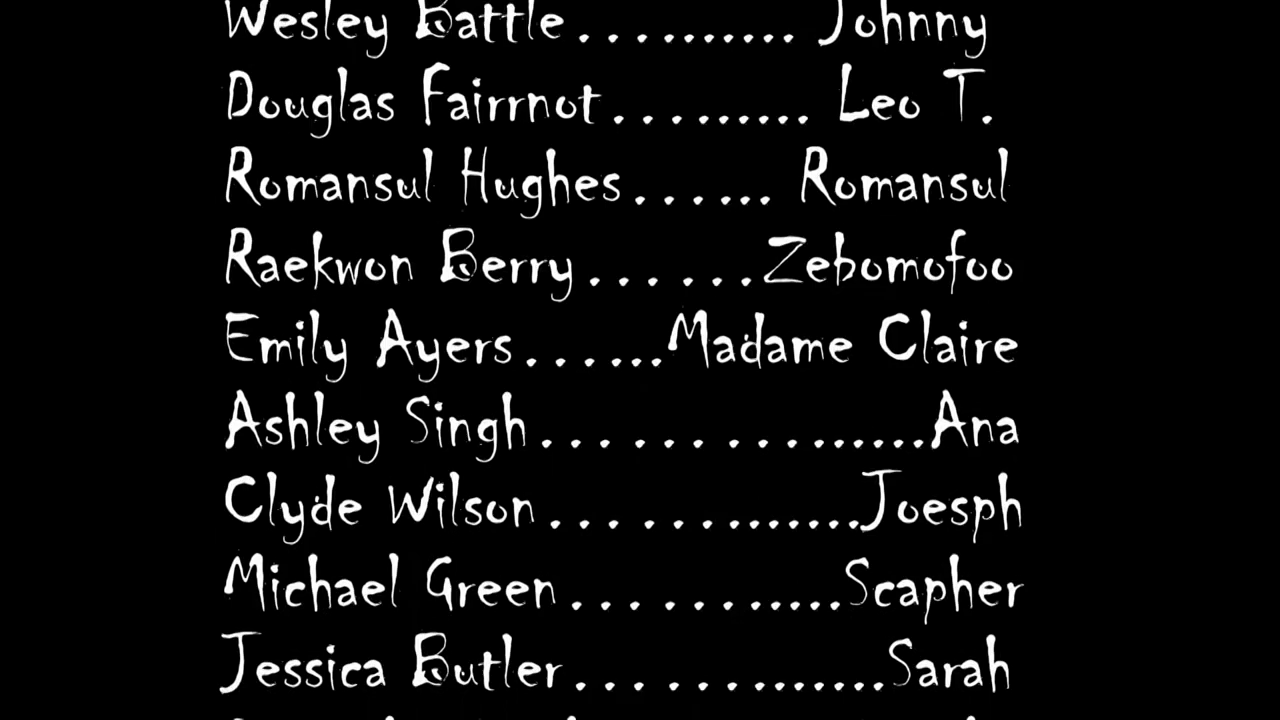 Wesley Battle.......... Johnny
Douglas Fairrnot......... Leo T.
Romansul Hughes...... Romansul
Raekwon Berry......Zebomofoo
Emily Ayers......Madame Claire
Ashley Singh............Ana
Clyde Wilson............Joesph
Michael Green...........Scapher
Jessica Butler............Sarah